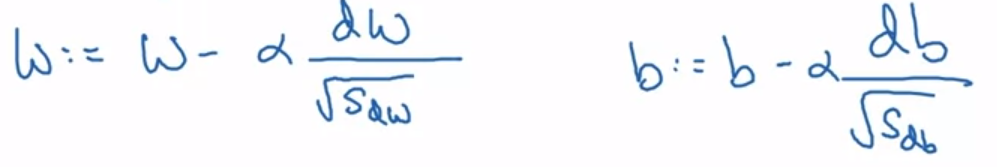 w := w - α dw/√S_dw    b := b - α db/√S_db